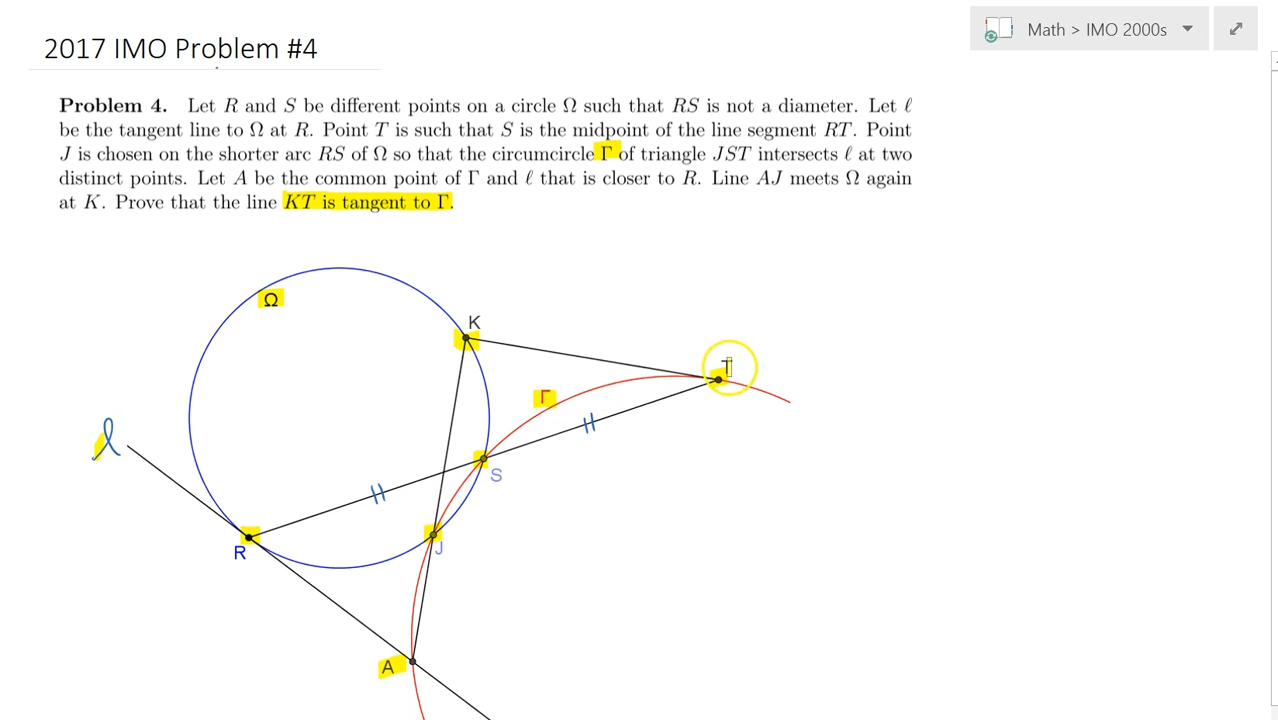 Math > IMO 2000s
2017 IMO Problem #4
Problem 4. Let R and S be different points on a circle Ω such that RS is not a diameter. Let ℓ
be the tangent line to Ω at R. Point T is such that S is the midpoint of the line segment RT. Point
J is chosen on the shorter arc RS of Ω so that the circumcircle Γ of triangle JST intersects ℓ at two
distinct points. Let A be the common point of Γ and ℓ that is closer to R. Line AJ meets Ω again
at K. Prove that the line KT is tangent to Γ.
Ω
K
T
Γ
ℓ
S
R
J
A